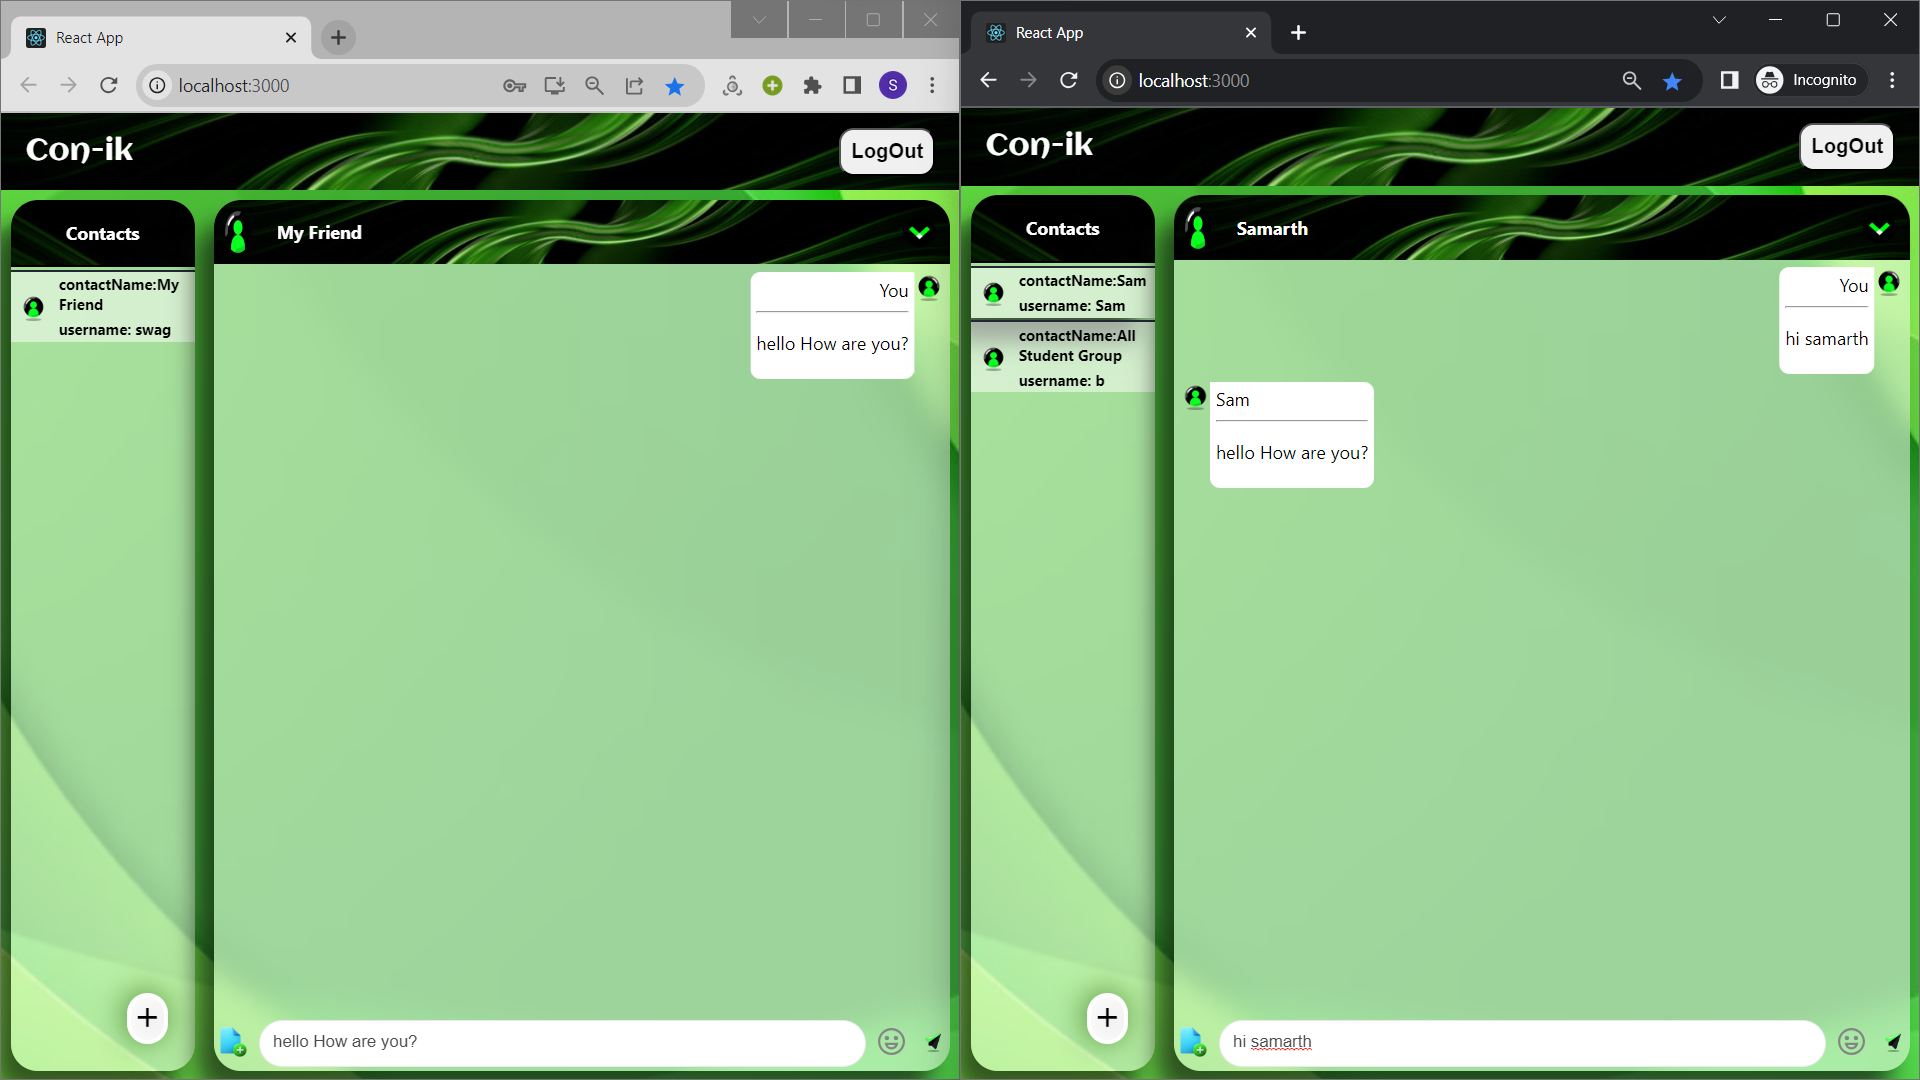 React App
localhost:3000
S
Con-ik
LogOut
Contacts
contactName:My
Friend
username: swag
My Friend
You
hello How are you?
hello How are you?
React App
localhost:3000
Incognito
Con-ik
LogOut
Contacts
contactName:Sam
username: Sam
contactName:All
Student Group
username: b
Samarth
You
hi samarth
Sam
hello How are you?
hi samarth